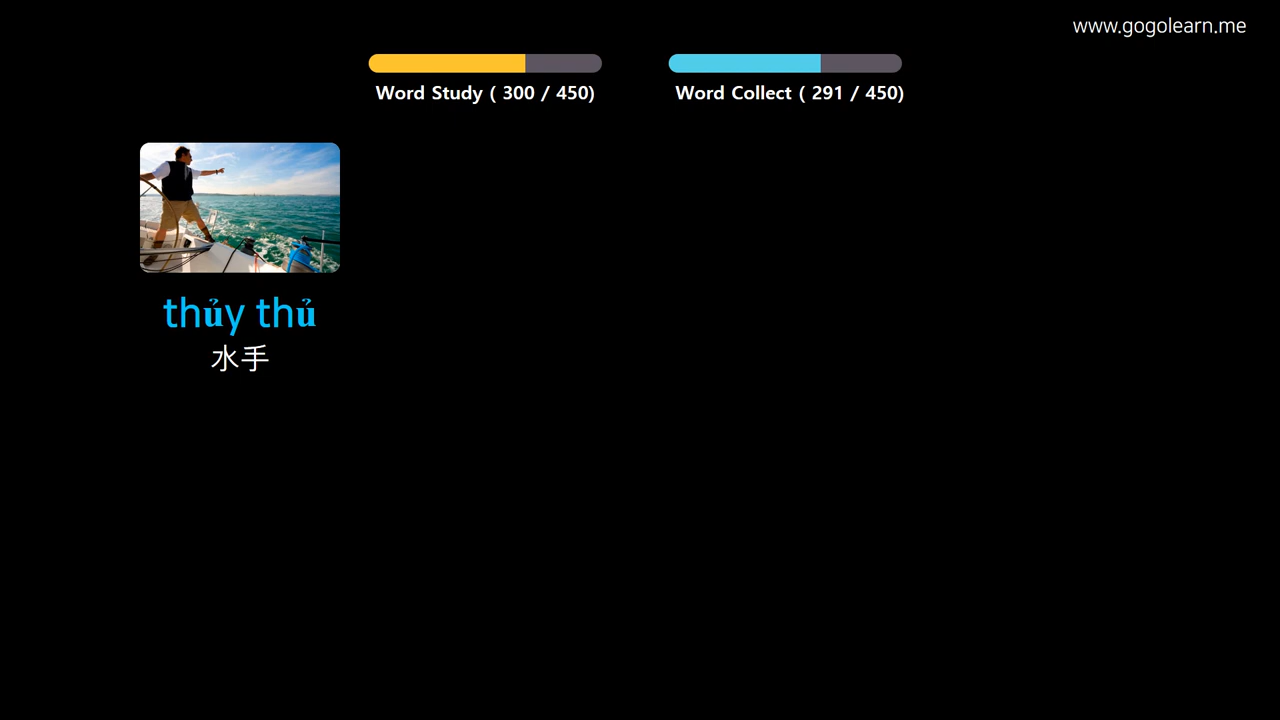 www.gogolearn.me
Word Study ( 300 / 450)
Word Collect ( 291 / 450)
thủy thủ
水手